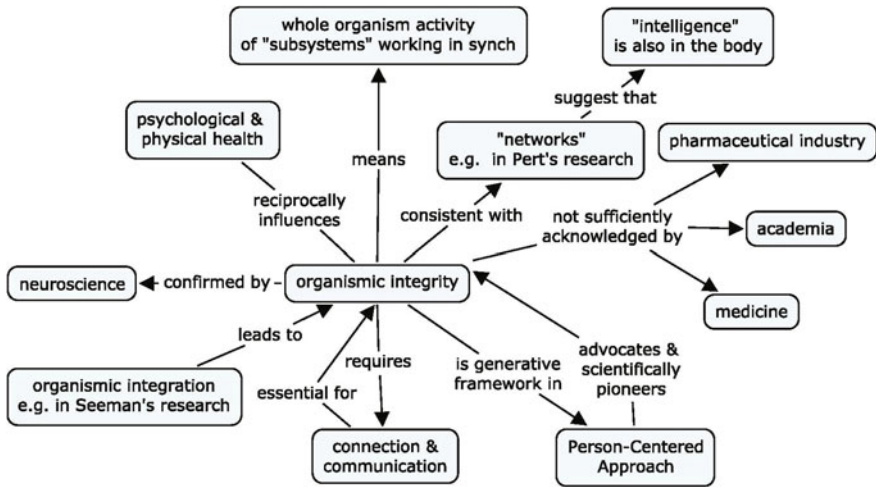 whole organism activity
of "subsystems" working in synch
"intelligence"
is also in the body
suggest that
psychological &
physical health
"networks"
e.g. in Pert's research
pharmaceutical industry
means
reciprocally
influences
consistent with
not sufficiently
acknowledged by
academia
neuroscience
confirmed by
organismic integrity
medicine
leads to
requires
is generative
framework in
advocates &
scientifically
pioneers
organismic integration
e.g. in Seeman's research
essential for
connection &
communication
Person-Centered
Approach